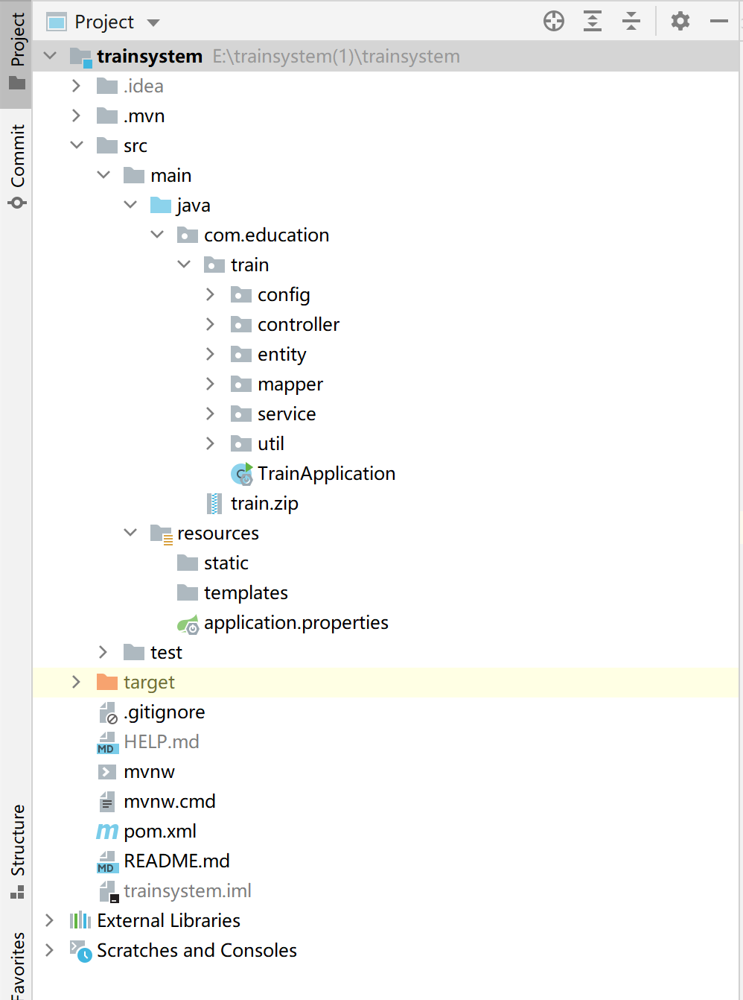 Project
trainsystem E:\trainsystem(1)\trainsystem
.idea
.mvn
src
main
java
com.education
train
config
controller
entity
mapper
service
util
C TrainApplication
train.zip
resources
static
templates
application.properties
test
target
.gitignore
MD HELP.md
mvnw
mvnw.cmd
m pom.xml
MD README.md
trainsystem.iml
External Libraries
Scratches and Consoles
Project
Commit
Structure
Favorites